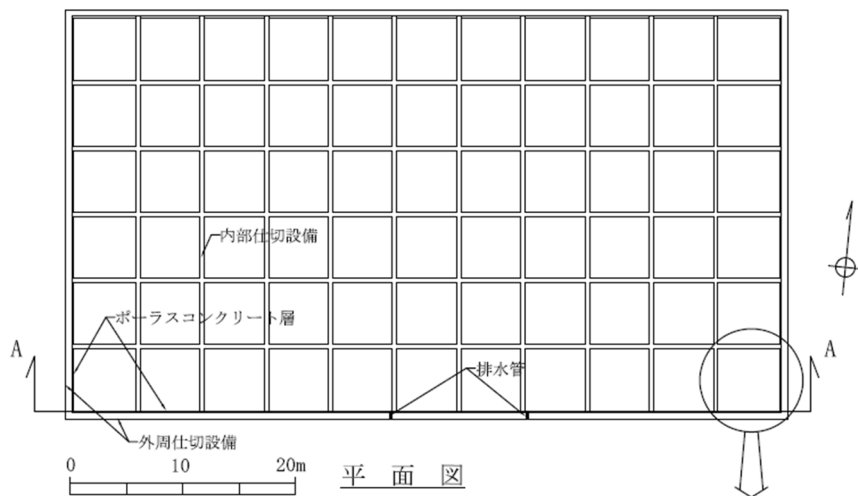 内部仕切設備
ポーラスコンクリート層
A
A
排水管
外周仕切設備
0 10 20m
平面図